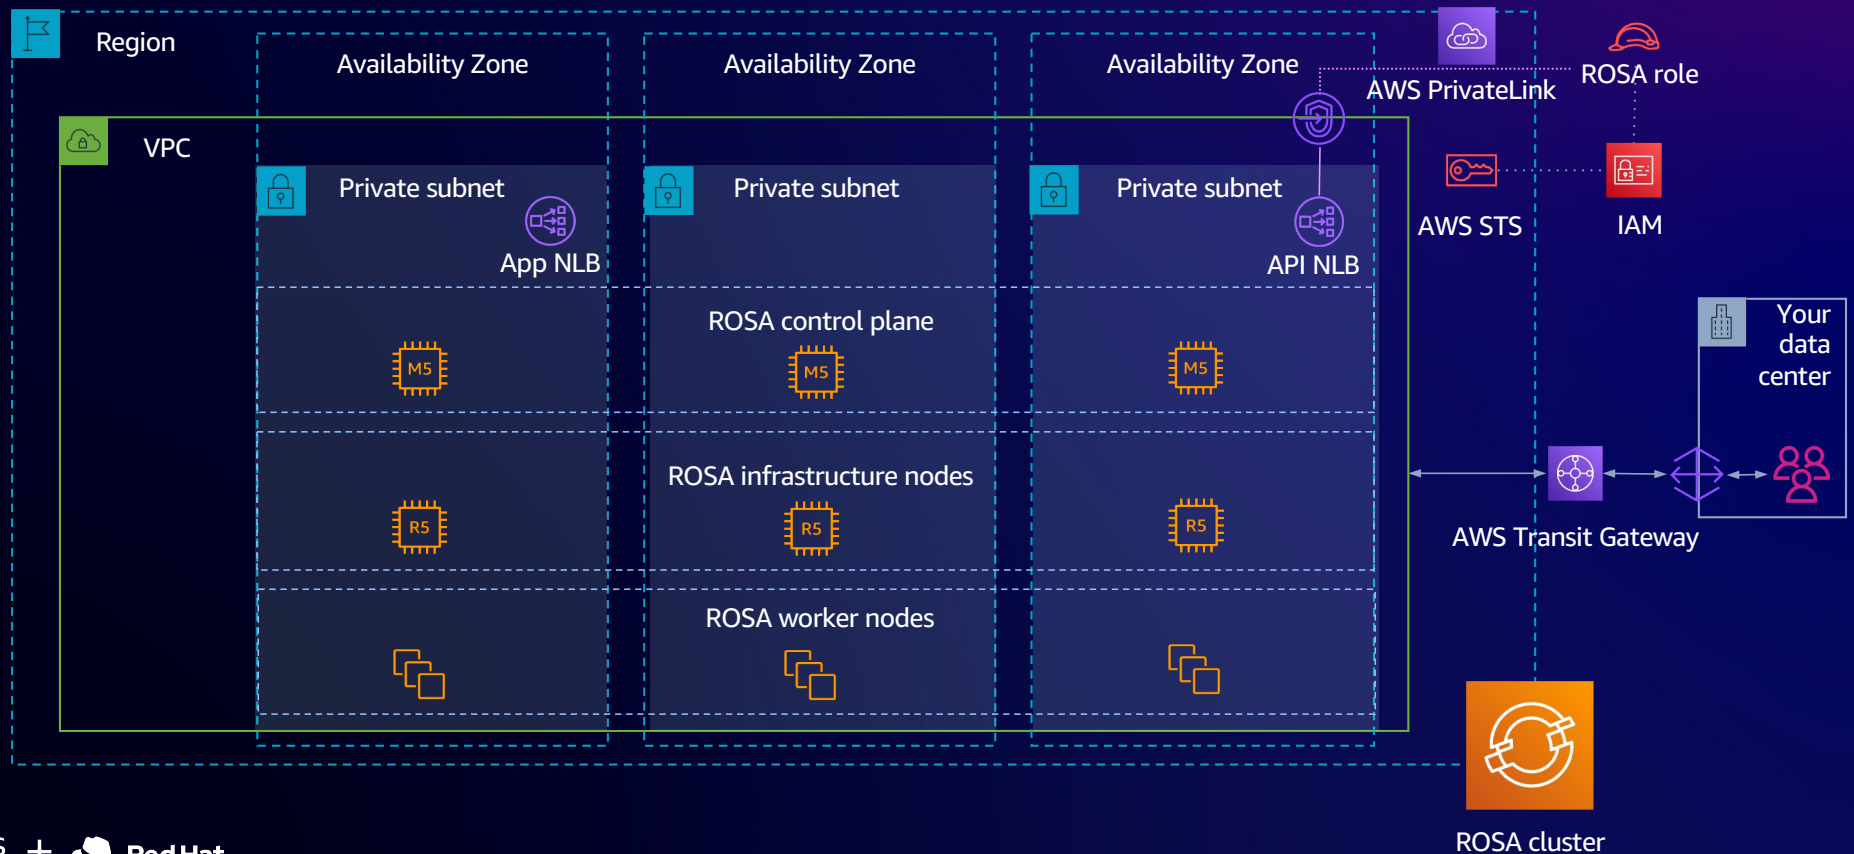 Region
Availability Zone
Availability Zone
Availability Zone
AWS PrivateLink
ROSA role
VPC
Private subnet
Private subnet
Private subnet
App NLB
API NLB
AWS STS
IAM
ROSA control plane
M5
M5
M5
Your
data
center
ROSA infrastructure nodes
R5
R5
R5
AWS Transit Gateway
ROSA worker nodes
ROSA cluster
+
Red Hat